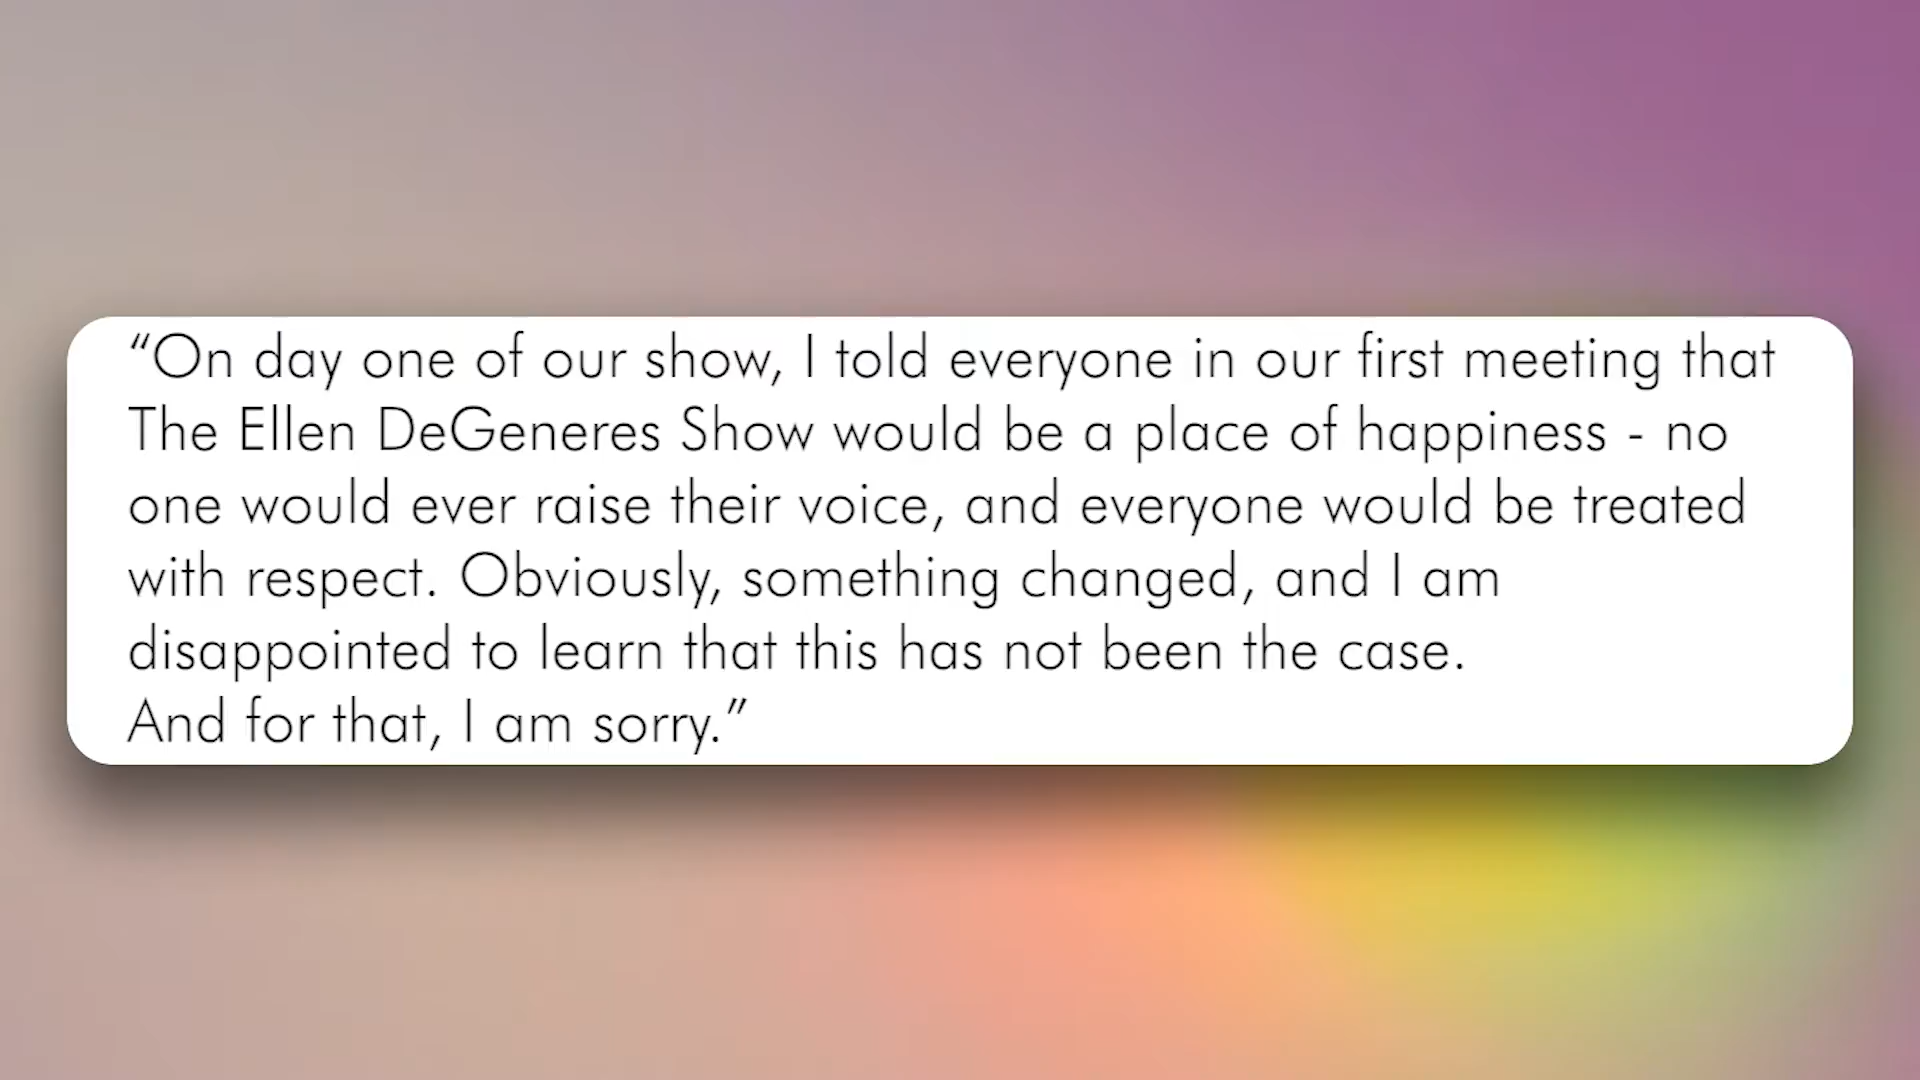 “On day one of our show, I told everyone in our first meeting that
The Ellen DeGeneres Show would be a place of happiness - no
one would ever raise their voice, and everyone would be treated
with respect. Obviously, something changed, and I am
disappointed to learn that this has not been the case.
And for that, I am sorry.”